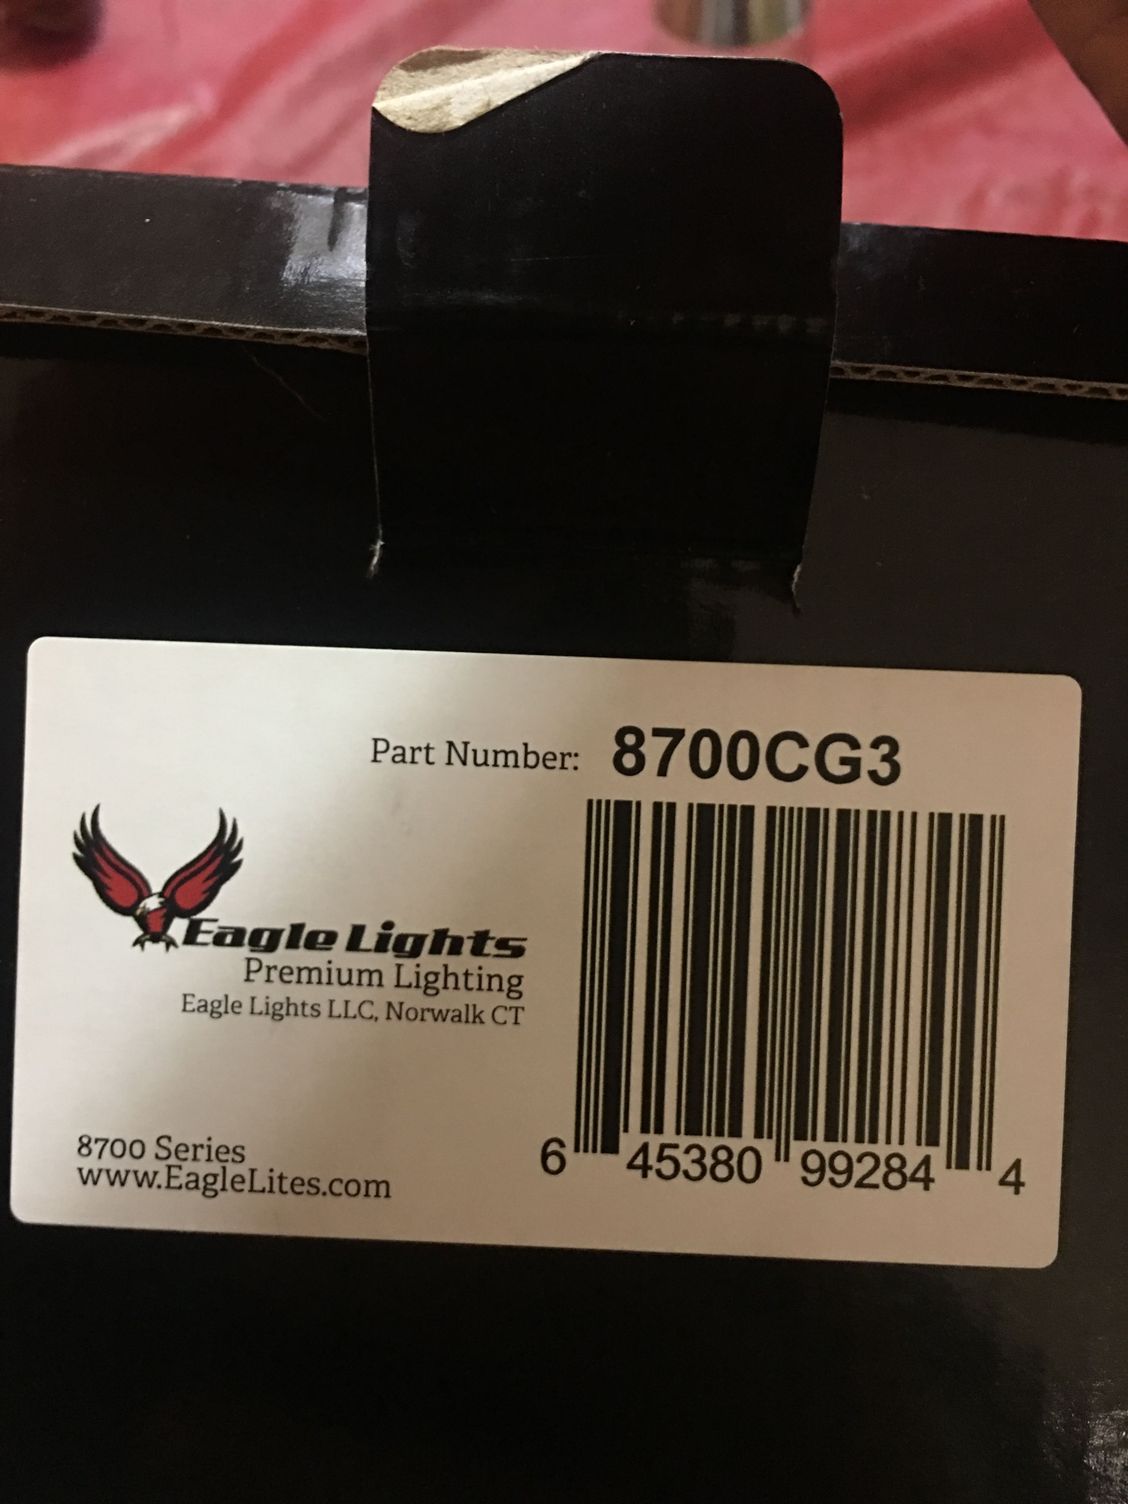 Part Number: 8700CG3
Eagle Lights
Premium Lighting
Eagle Lights LLC, Norwalk CT
8700 Series
www.EagleLites.com
6 45380 99284 4